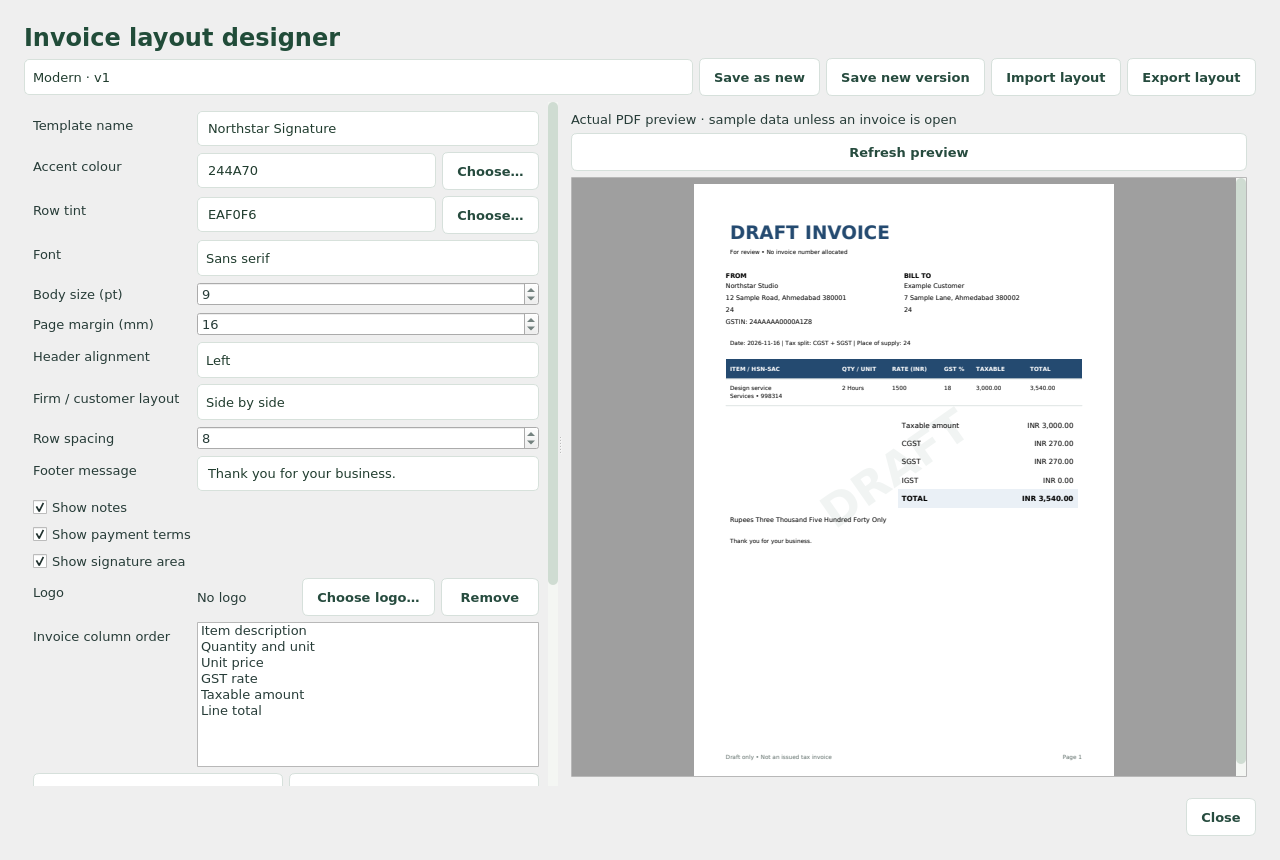 Invoice layout designer
Modern · v1
Save as new
Save new version
Import layout
Export layout
Template name
Northstar Signature
Accent colour
244A70
Choose...
Row tint
EAF0F6
Choose...
Font
Sans serif
Body size (pt)
9
Page margin (mm)
16
Header alignment
Left
Firm / customer layout
Side by side
Row spacing
8
Footer message
Thank you for your business.
Show notes
Show payment terms
Show signature area
Logo
No logo
Choose logo...
Remove
Invoice column order
Item description
Quantity and unit
Unit price
GST rate
Taxable amount
Line total
Actual PDF preview · sample data unless an invoice is open
Refresh preview
DRAFT INVOICE
For review • No invoice number allocated
FROM
Northstar Studio
12 Sample Road, Ahmedabad 380001
24
GSTIN: 24AAAAA0000A1Z8
BILL TO
Example Customer
7 Sample Lane, Ahmedabad 380002
24
Date: 2026-11-16 | Tax split: CGST + SGST | Place of supply: 24
ITEM / HSN-SAC QTY / UNIT RATE (INR) GST % TAXABLE TOTAL
Design service 2 Hours 1500 18 3,000.00 3,540.00
Services • 998314
DRAFT
Taxable amount INR 3,000.00
CGST INR 270.00
SGST INR 270.00
IGST INR 0.00
TOTAL INR 3,540.00
Rupees Three Thousand Five Hundred Forty Only
Thank you for your business.
Draft only • Not an issued tax invoice
Page 1
Close